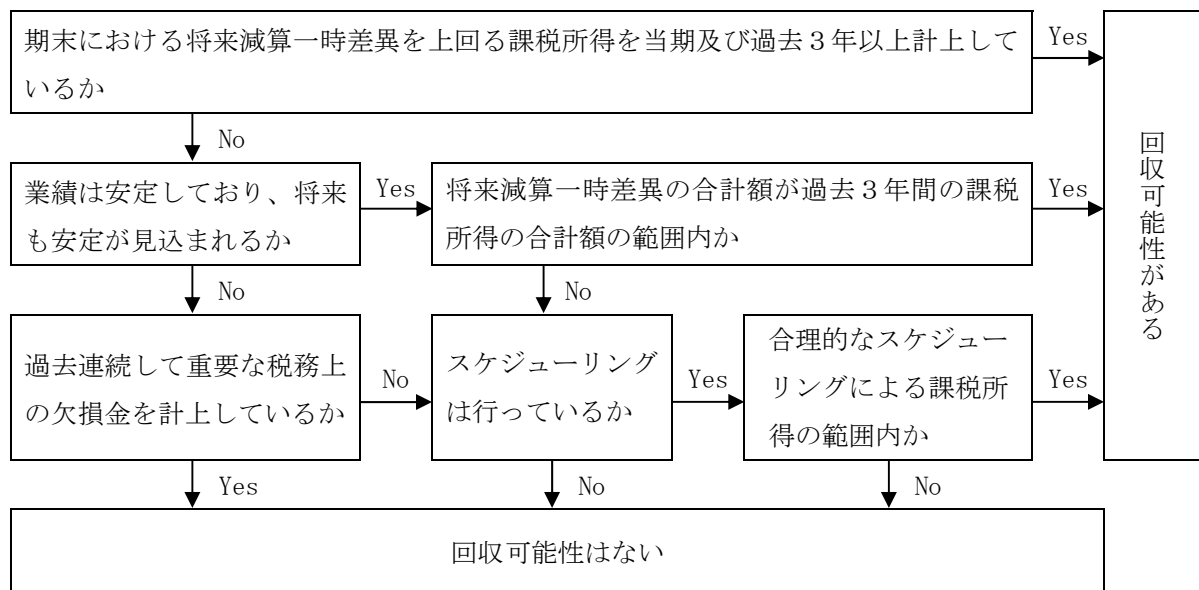 期末における将来減算一時差異を上回る課税所得を当期及び過去３年以上計上して
いるか
Yes
No
業績は安定しており、将来
も安定が見込まれるか
Yes
将来減算一時差異の合計額が過去３年間の課税
所得の合計額の範囲内か
Yes
No
No
過去連続して重要な税務上
の欠損金を計上しているか
No
スケジューリング
は行っているか
Yes
合理的なスケジュー
リングによる課税所
得の範囲内か
Yes
Yes
No
No
回収可能性がある
回収可能性はない